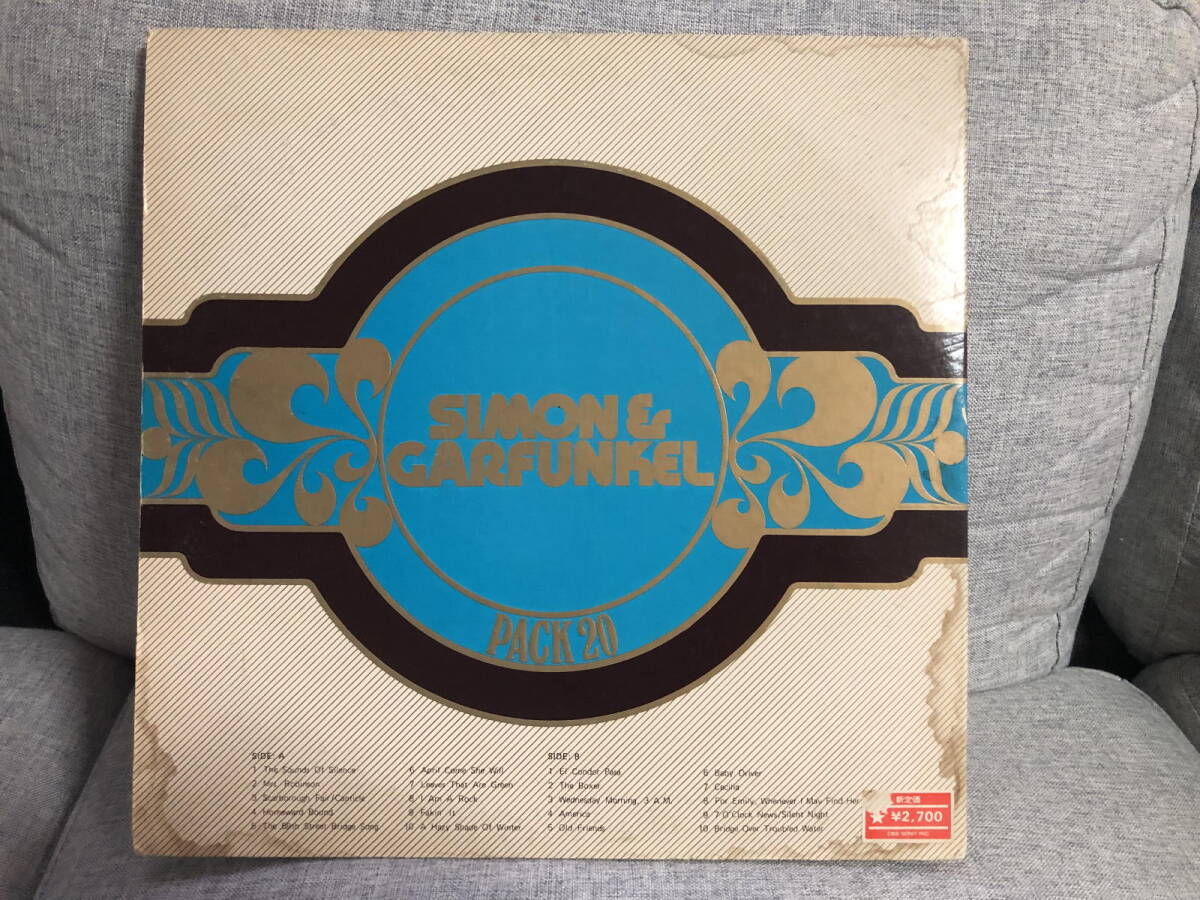 SIMON &
GARFUNKEL
PACK 20
SIDE: A
1 The Sounds Of Silence
2 Mrs. Robinson
3 Scarborough Fair/Canticle
4 Homeward Bound
5 The 59th Street Bridge Song
6 April Come She Will
7 Leaves That Are Green
8 I Am A Rock
9 Fakin' It
10 A Hazy Shade Of Winter
SIDE: B
1 El Condor Pasa
2 The Boxer
3 Wednesday Morning, 3 A.M.
4 America
5 Old Friends
6 Baby Driver
7 Cecilia
8 For Emily, Whenever I May Find Her
9 7 O'Clock News/Silent Night
10 Bridge Over Troubled Water
新定価
¥2,700
CBS/SONY INC.